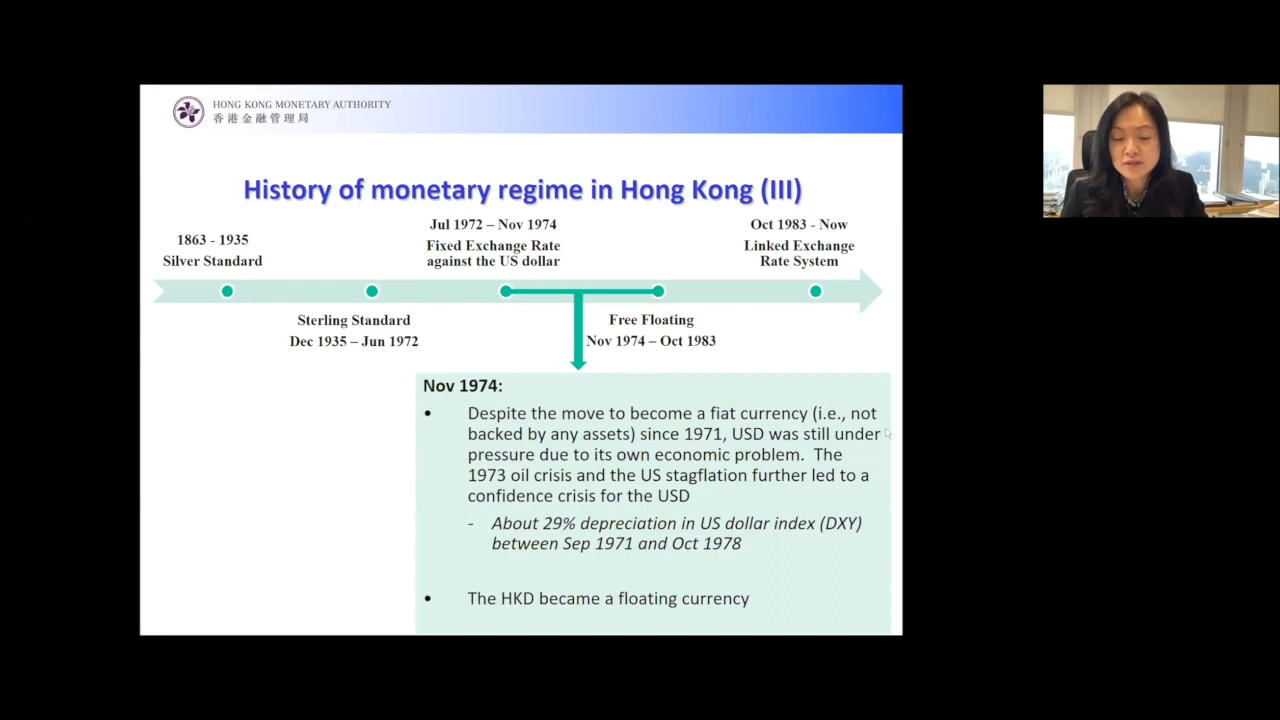 HONG KONG MONETARY AUTHORITY
香港金融管理局
History of monetary regime in Hong Kong (III)
1863 - 1935
Silver Standard
Sterling Standard
Dec 1935 – Jun 1972
Jul 1972 – Nov 1974
Fixed Exchange Rate
against the US dollar
Free Floating
Nov 1974 – Oct 1983
Oct 1983 - Now
Linked Exchange
Rate System
Nov 1974:
• Despite the move to become a fiat currency (i.e., not
backed by any assets) since 1971, USD was still under
pressure due to its own economic problem. The
1973 oil crisis and the US stagflation further led to a
confidence crisis for the USD
- About 29% depreciation in US dollar index (DXY)
between Sep 1971 and Oct 1978
• The HKD became a floating currency